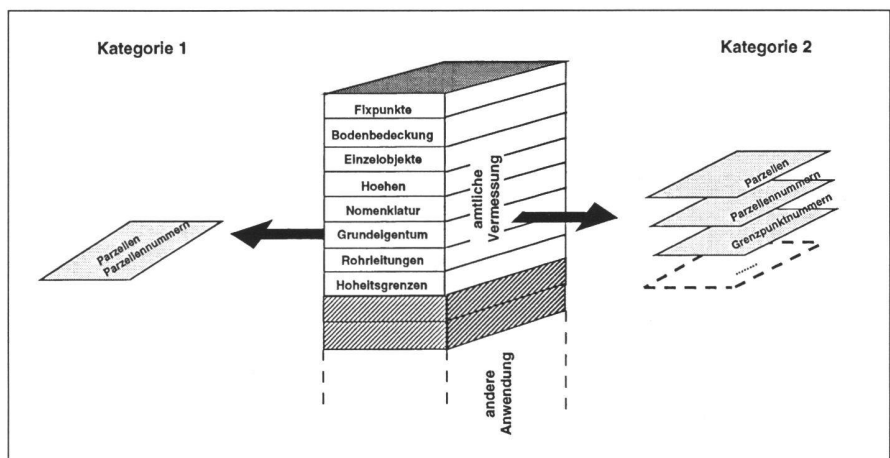 Kategorie 1
Kategorie 2
Fixpunkte
Bodenbedeckung
Einzelobjekte
Hoehen
Nomenklatur
Grundeigentum
Rohrleitungen
Hoheitsgrenzen
amtliche
Vermessung
andere
Anwendung
Parzellen
Parzellennummern
Parzellen
Parzellennummern
Grenzpunktnummern
........